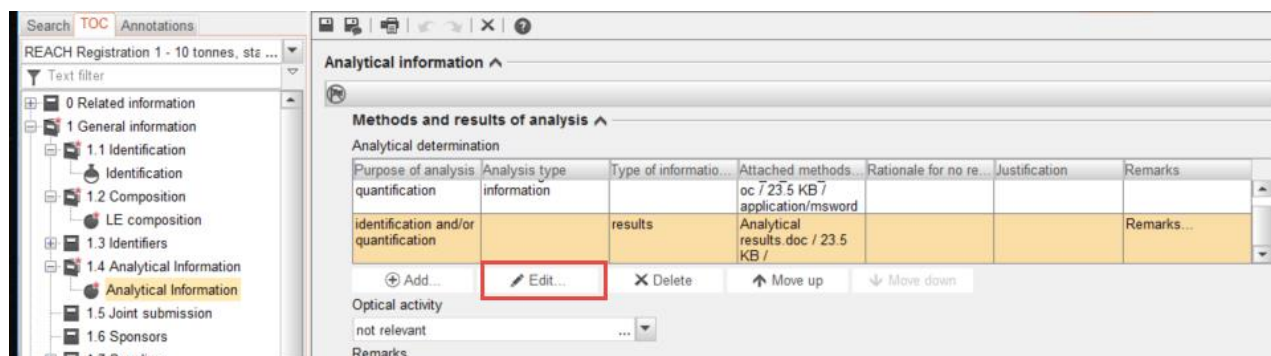 Search TOC Annotations
REACH Registration 1 - 10 tonnes, sta ...
Text filter
0 Related information
1 General information
1.1 Identification
Identification
1.2 Composition
LE composition
1.3 Identifiers
1.4 Analytical Information
Analytical Information
1.5 Joint submission
1.6 Sponsors
Analytical information
Methods and results of analysis
Analytical determination
Purpose of analysis Analysis type Type of informatio... Attached methods... Rationale for no re... Justification Remarks
quantification information oc / 23.5 KB /
application/msword
identification and/or results Analytical Remarks...
quantification results.doc / 23.5
KB /
Add... Edit... Delete Move up Move down
Optical activity
not relevant ...
Remarks